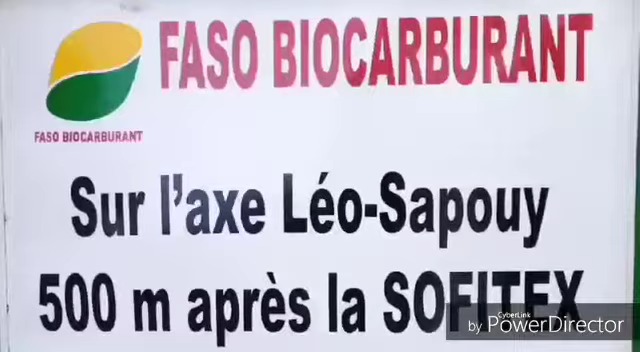 FASO BIOCARBURANT
FASO BIOCARBURANT
Sur l'axe Léo-Sapouy
500 m après la SOFITEX
CyberLink
by PowerDirector